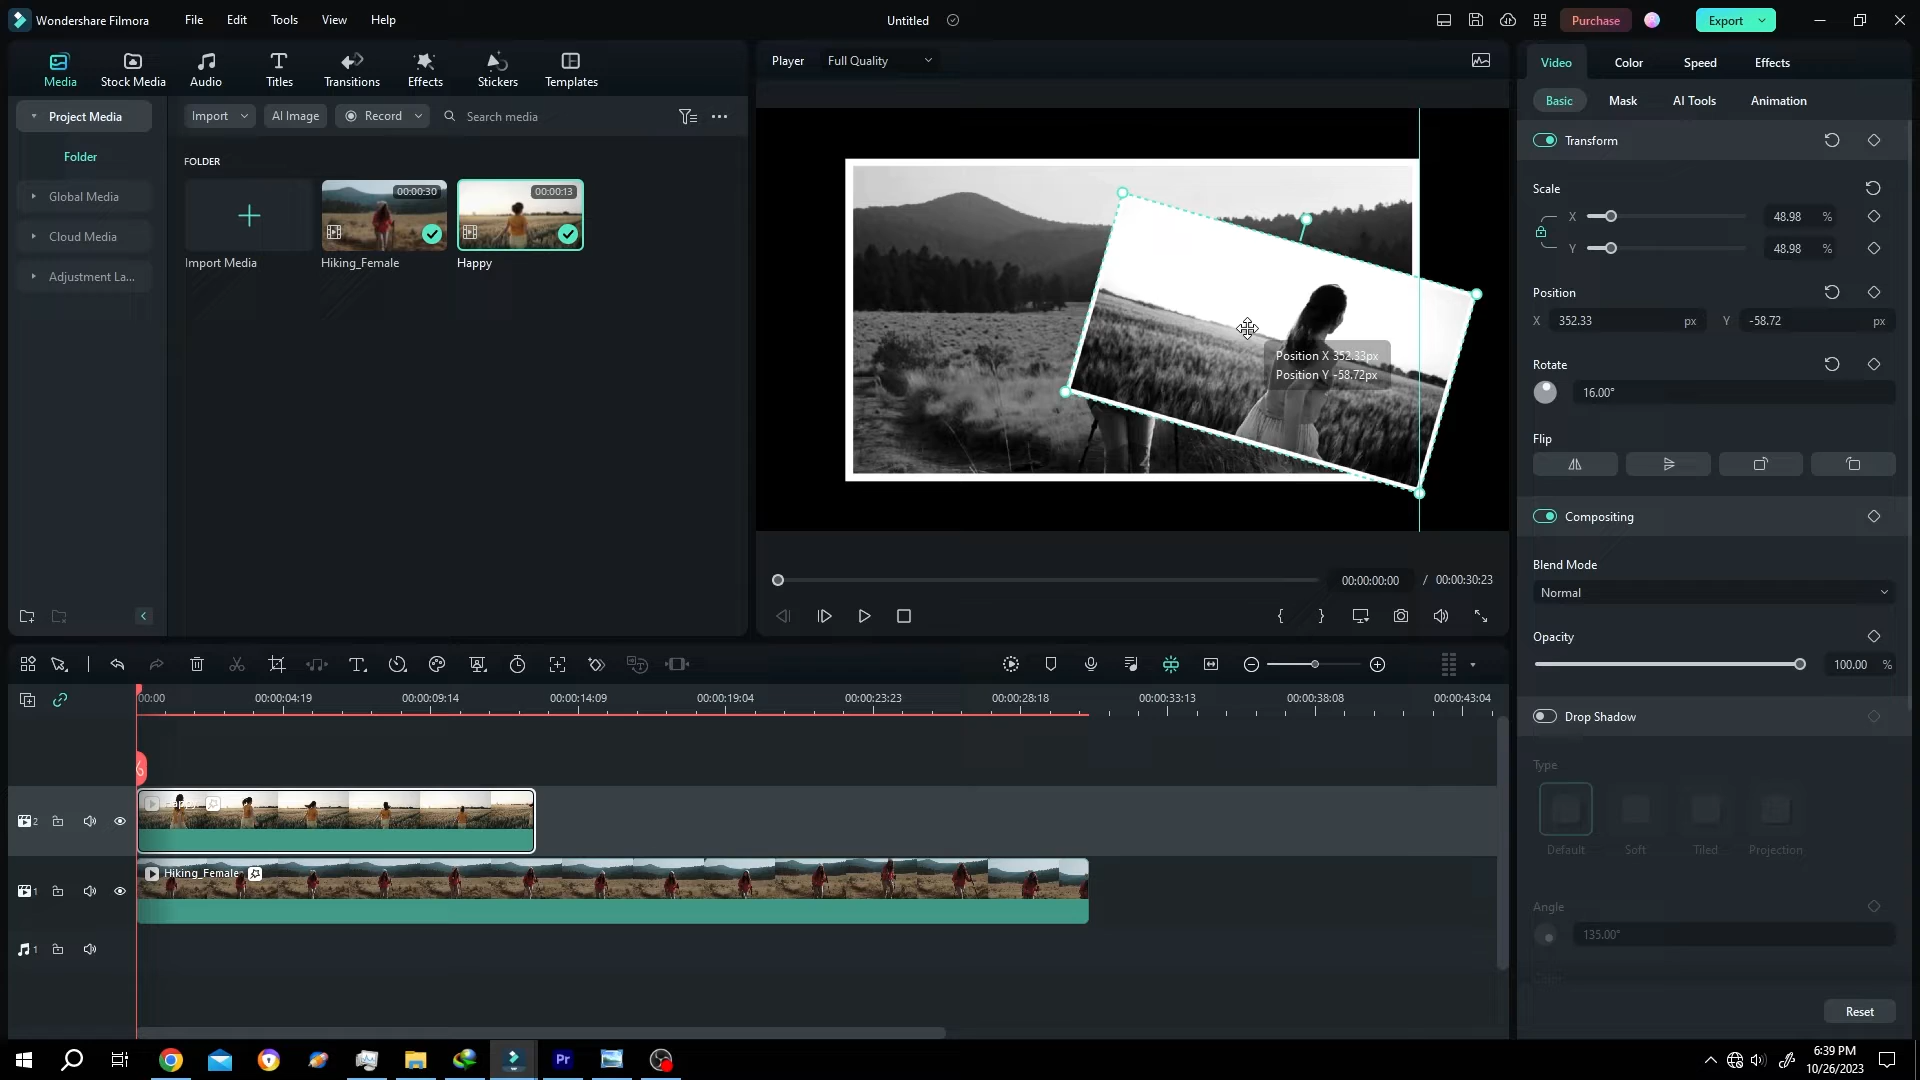 Wondershare Filmora File Edit Tools View Help Untitled Purchase Export
Media Stock Media Audio Titles Transitions Effects Stickers Templates
Player Full Quality
Video Color Speed Effects
Project Media
Folder
Global Media
Cloud Media
Adjustment La...
Import AI Image Record Search media
FOLDER
00:00:30
00:00:13
Import Media Hiking_Female Happy
Position X 352.33px
Position Y -58.72px
00:00:00:00 / 00:00:30:23
{ }
Basic Mask AI Tools Animation
Transform
Scale
X 48.98 %
Y 48.98 %
Position
X 352.33 px Y -58.72 px
Rotate
16.00°
Flip
Compositing
Blend Mode
Normal
Opacity
100.00 %
Drop Shadow
Type
Default Soft Tiled Projection
Angle
135.00°
Reset
00:00 00:00:04:19 00:00:09:14 00:00:14:09 00:00:19:04 00:00:23:23 00:00:28:18 00:00:33:13 00:00:38:08 00:00:43:04
2
1 Hiking_Female
1
Pr
6:39 PM
10/26/2023